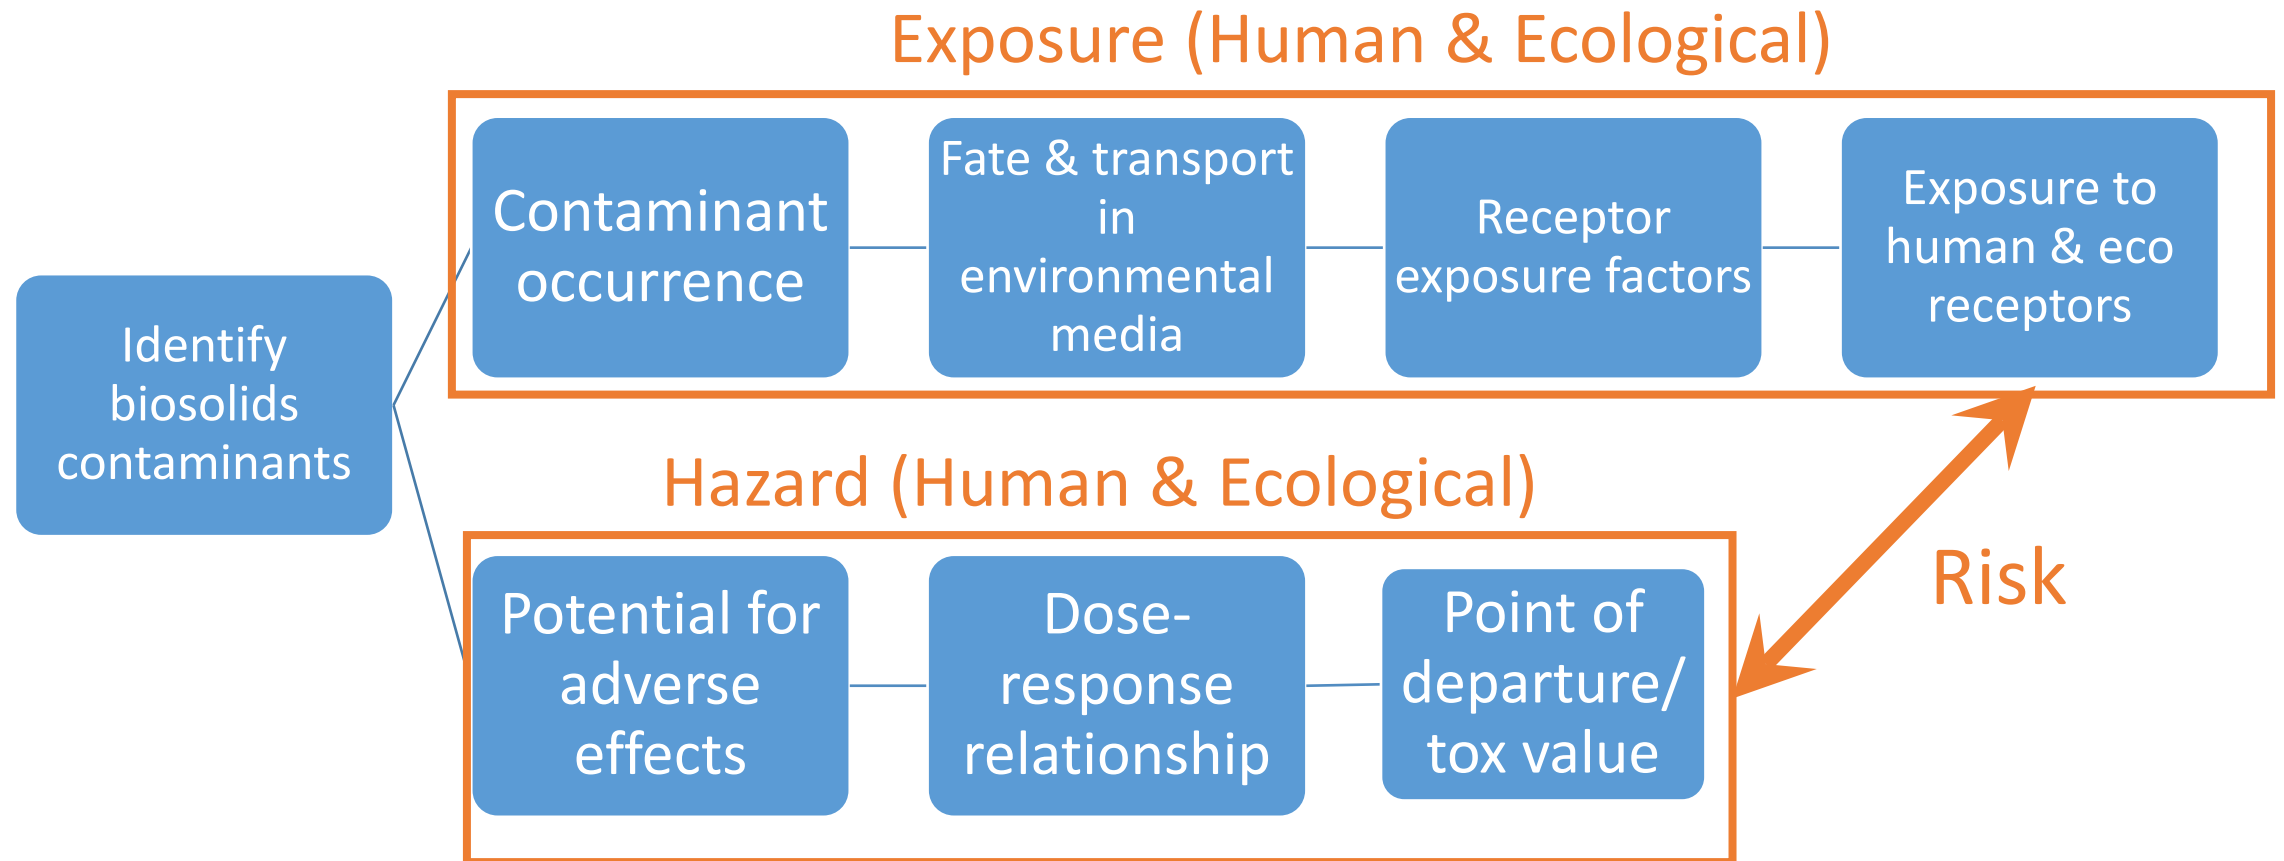 Exposure (Human & Ecological)
Identify
biosolids
contaminants
Contaminant
occurrence
Fate & transport
in
environmental
media
Receptor
exposure factors
Exposure to
human & eco
receptors
Hazard (Human & Ecological)
Potential for
adverse
effects
Dose-
response
relationship
Point of
departure/
tox value
Risk